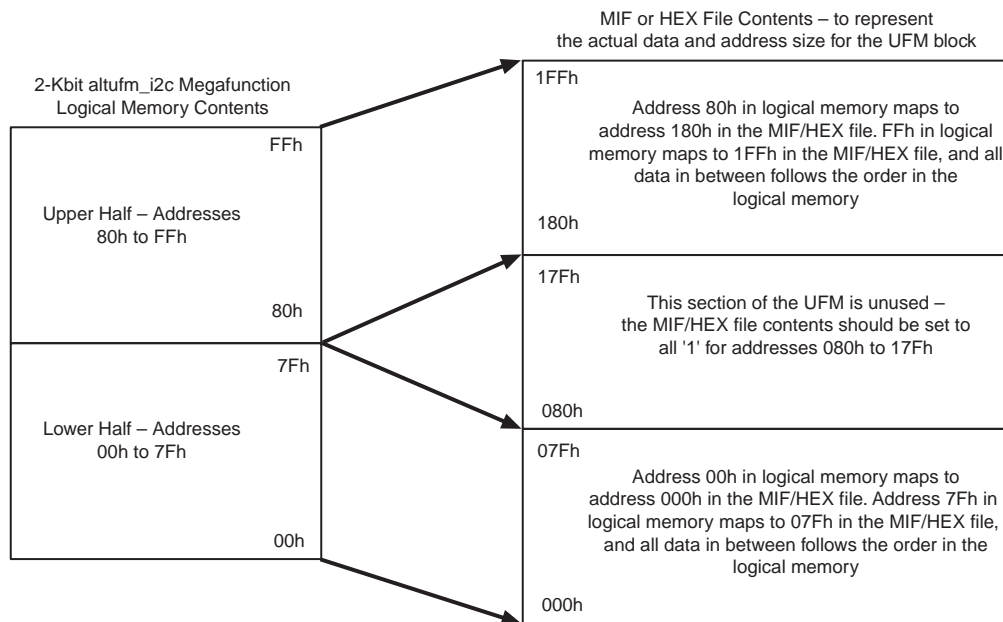 2-Kbit altufm_i2c Megafunction
Logical Memory Contents
FFh
Upper Half – Addresses
80h to FFh
80h
7Fh
Lower Half – Addresses
00h to 7Fh
00h
MIF or HEX File Contents – to represent
the actual data and address size for the UFM block
1FFh
Address 80h in logical memory maps to
address 180h in the MIF/HEX file. FFh in logical
memory maps to 1FFh in the MIF/HEX file, and all
data in between follows the order in the
logical memory
180h
17Fh
This section of the UFM is unused –
the MIF/HEX file contents should be set to
all '1' for addresses 080h to 17Fh
080h
07Fh
Address 00h in logical memory maps to
address 000h in the MIF/HEX file. Address 7Fh in
logical memory maps to 07Fh in the MIF/HEX file,
and all data in between follows the order in the
logical memory
000h